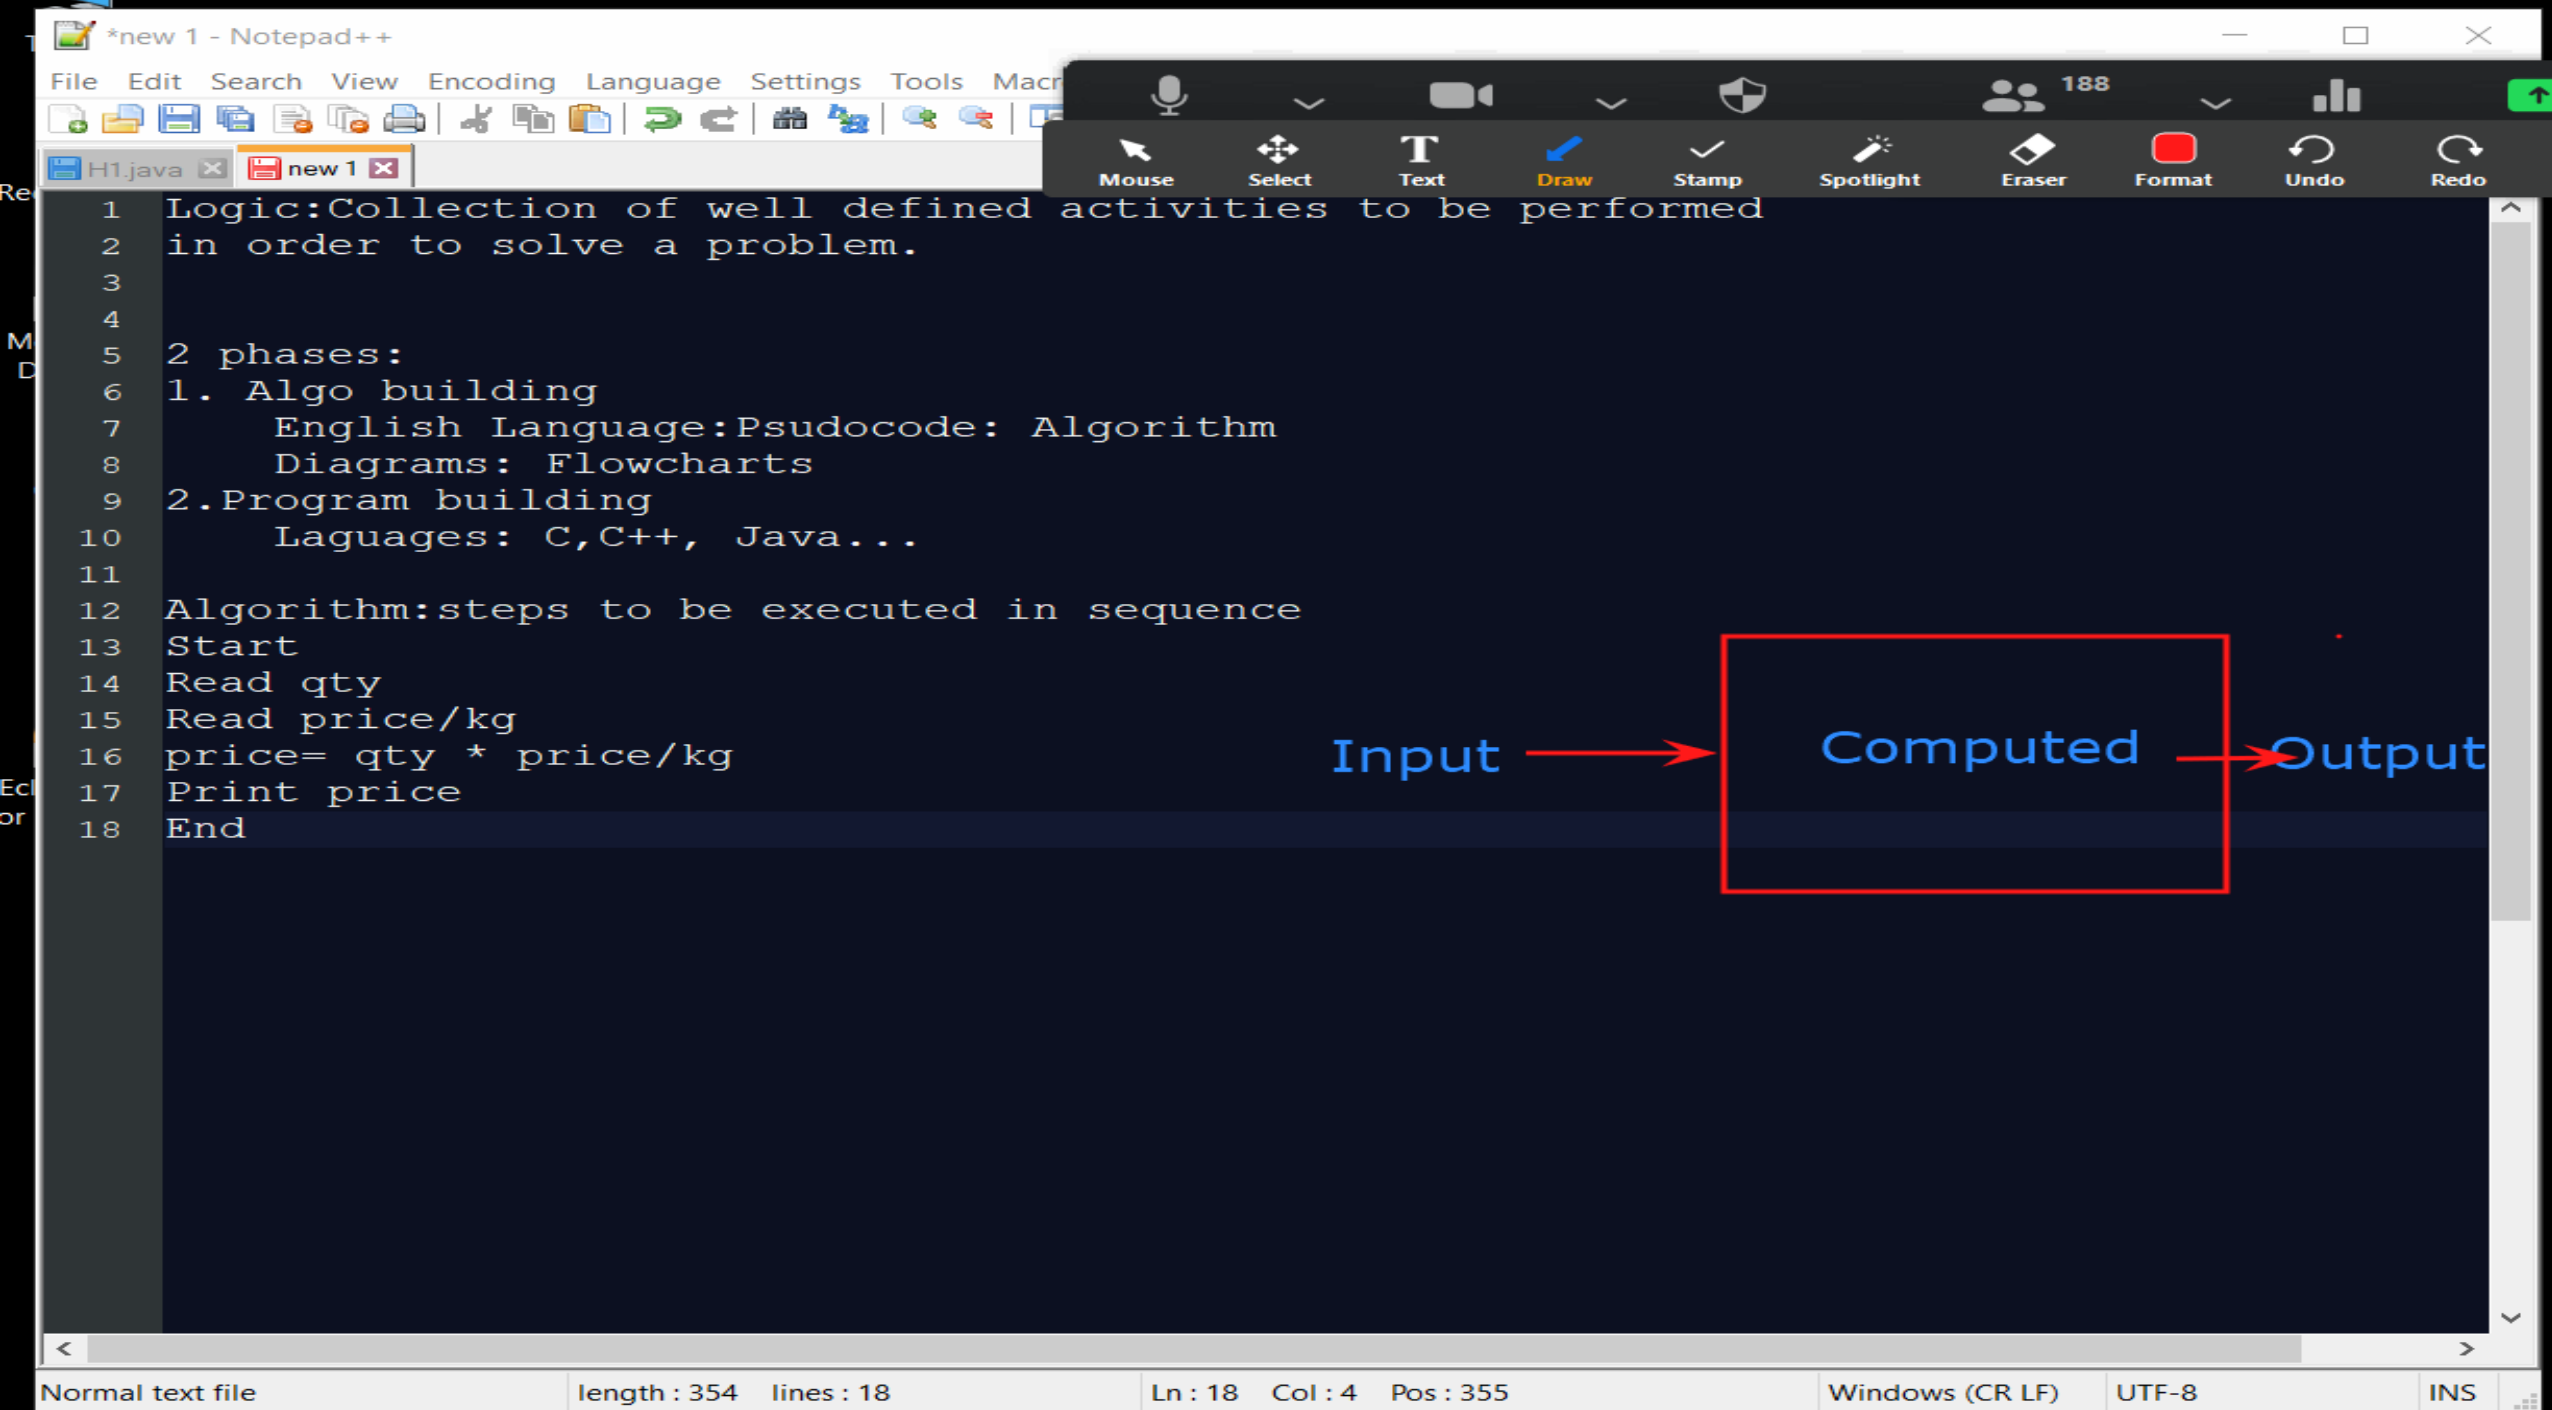 *new 1 - Notepad++
File Edit Search View Encoding Language Settings Tools Macr
188
Mouse Select Text Draw Stamp Spotlight Eraser Format Undo Redo
H1.java new 1
1 Logic:Collection of well defined activities to be performed
2 in order to solve a problem.
3
4
5 2 phases:
6 1. Algo building
7 English Language:Psudocode: Algorithm
8 Diagrams: Flowcharts
9 2.Program building
10 Laguages: C,C++, Java...
11
12 Algorithm:steps to be executed in sequence
13 Start
14 Read qty
15 Read price/kg
16 price= qty * price/kg
17 Print price
18 End
Input Computed Output
Normal text file length : 354 lines : 18 Ln : 18 Col : 4 Pos : 355 Windows (CR LF) UTF-8 INS